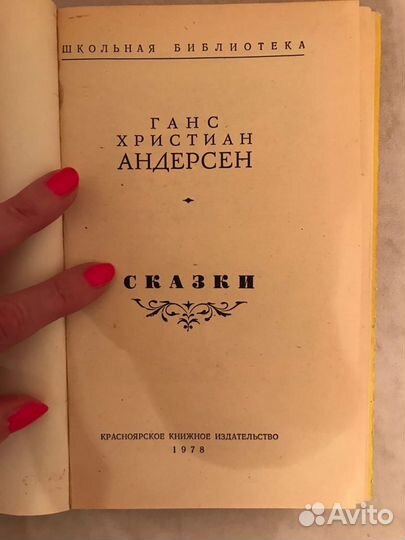 ШКОЛЬНАЯ БИБЛИОТЕКА
ГАНС
ХРИСТИАН
АНДЕРСЕН
СКАЗКИ
КРАСНОЯРСКОЕ КНИЖНОЕ ИЗДАТЕЛЬСТВО
1978
Avito